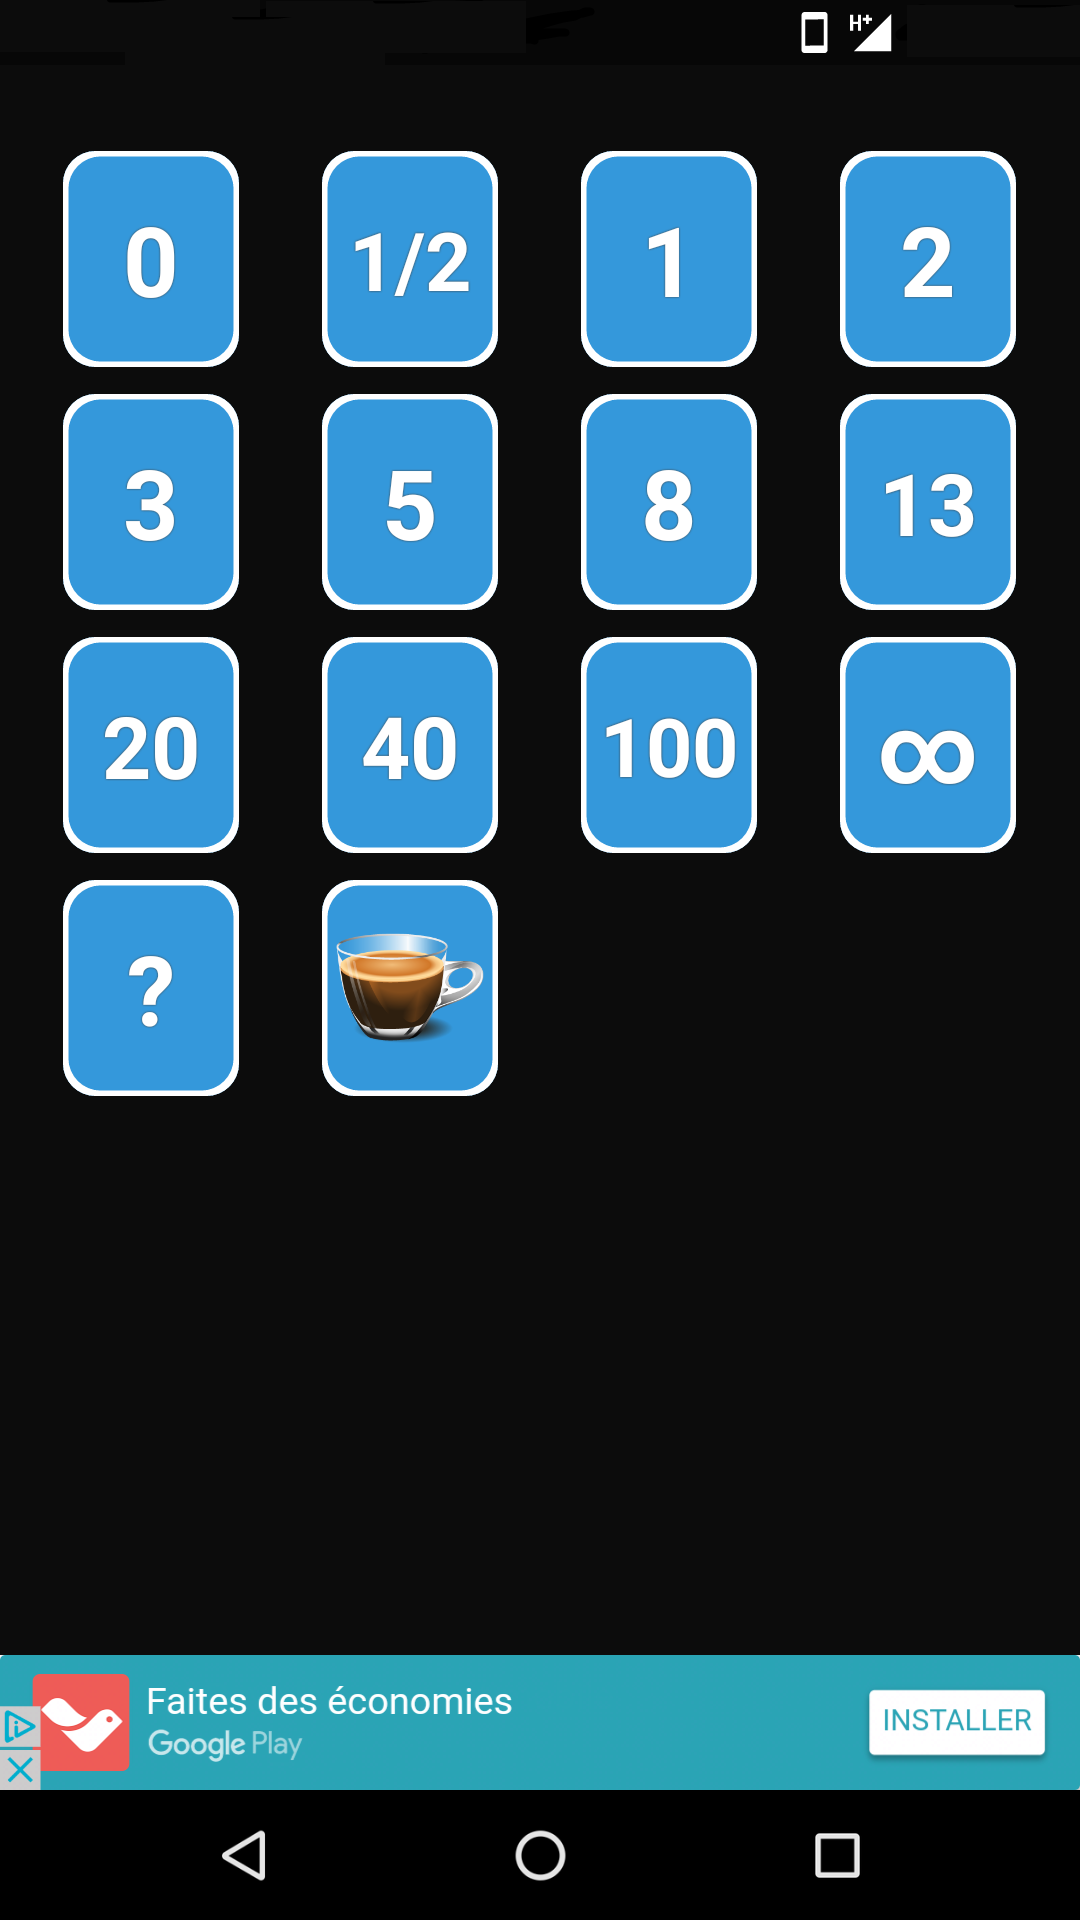 H+
0 1/2 1 2
3 5 8 13
20 40 100 ∞
?
Faites des économies
Google Play
INSTALLER